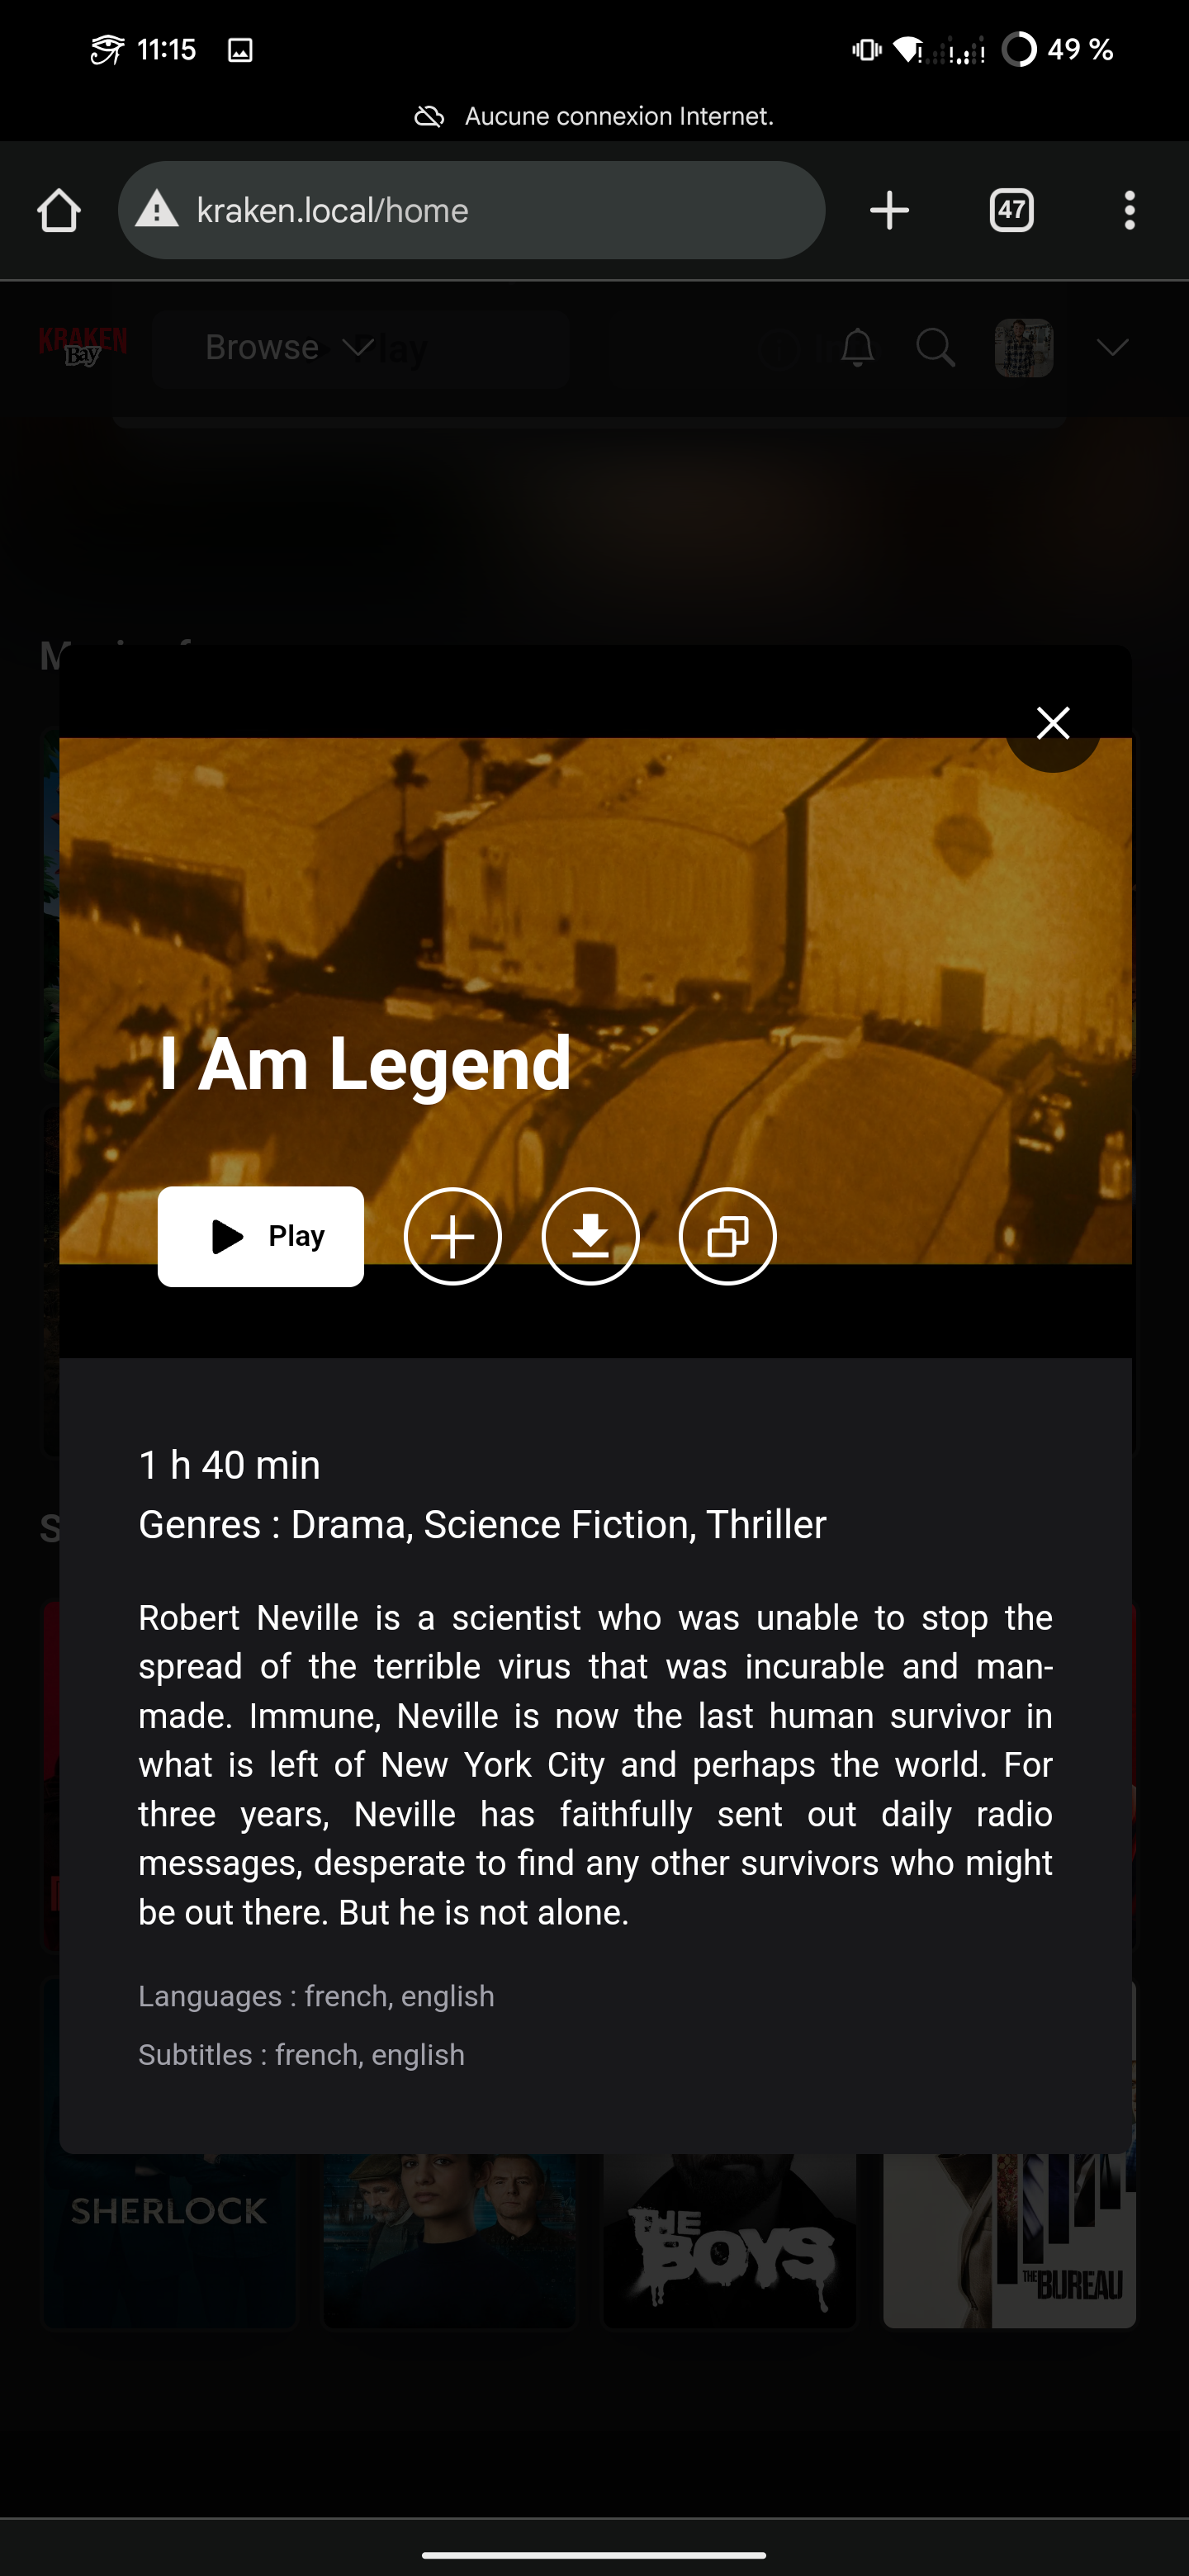 11:15
49 %
Aucune connexion Internet.
kraken.local/home
47
KRAKEN
Bay
Browse
Play
I Am Legend
Play
1 h 40 min
Genres : Drama, Science Fiction, Thriller
Robert Neville is a scientist who was unable to stop the
spread of the terrible virus that was incurable and man-
made. Immune, Neville is now the last human survivor in
what is left of New York City and perhaps the world. For
three years, Neville has faithfully sent out daily radio
messages, desperate to find any other survivors who might
be out there. But he is not alone.
Languages : french, english
Subtitles : french, english
SHERLOCK
THE
BOYS
THE BUREAU